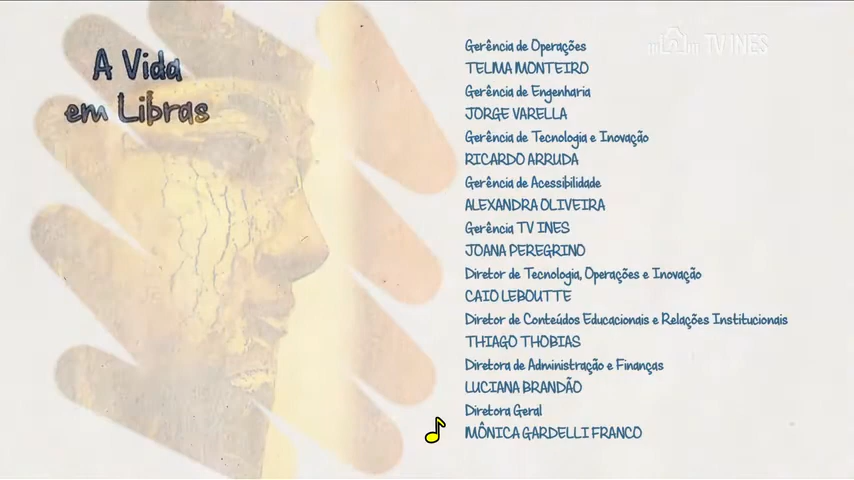 A Vida
em Libras
TV INES
Gerência de Operações
TELMA MONTEIRO
Gerência de Engenharia
JORGE VARELLA
Gerência de Tecnologia e Inovação
RICARDO ARRUDA
Gerência de Acessibilidade
ALEXANDRA OLIVEIRA
Gerência TV INES
JOANA PEREGRINO
Diretor de Tecnologia, Operações e Inovação
CAIO LEBOUTTE
Diretor de Conteúdos Educacionais e Relações Institucionais
THIAGO THOBIAS
Diretora de Administração e Finanças
LUCIANA BRANDÃO
Diretora Geral
MÔNICA GARDELLI FRANCO